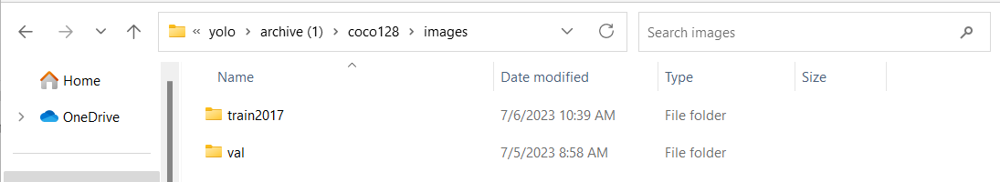 « yolo > archive (1) > coco128 > images
Search images
Home
OneDrive
Name Date modified Type Size
train2017 7/6/2023 10:39 AM File folder
val 7/5/2023 8:58 AM File folder